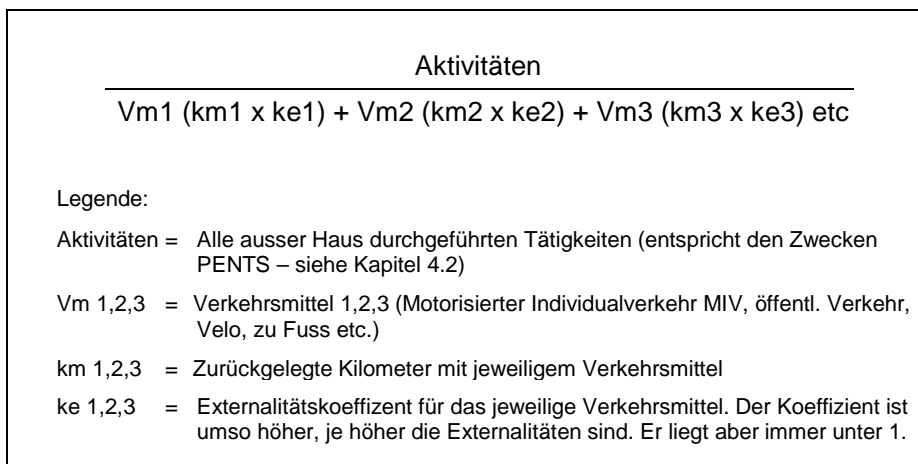 Aktivitäten
Vm1 (km1 x ke1) + Vm2 (km2 x ke2) + Vm3 (km3 x ke3) etc
Legende:
Aktivitäten = Alle ausser Haus durchgeführten Tätigkeiten (entspricht den Zwecken
PENTS – siehe Kapitel 4.2)
Vm 1,2,3 = Verkehrsmittel 1,2,3 (Motorisierter Individualverkehr MIV, öffentl. Verkehr,
Velo, zu Fuss etc.)
km 1,2,3 = Zurückgelegte Kilometer mit jeweiligem Verkehrsmittel
ke 1,2,3 = Externalitätskoeffizent für das jeweilige Verkehrsmittel. Der Koeffizient ist
umso höher, je höher die Externalitäten sind. Er liegt aber immer unter 1.